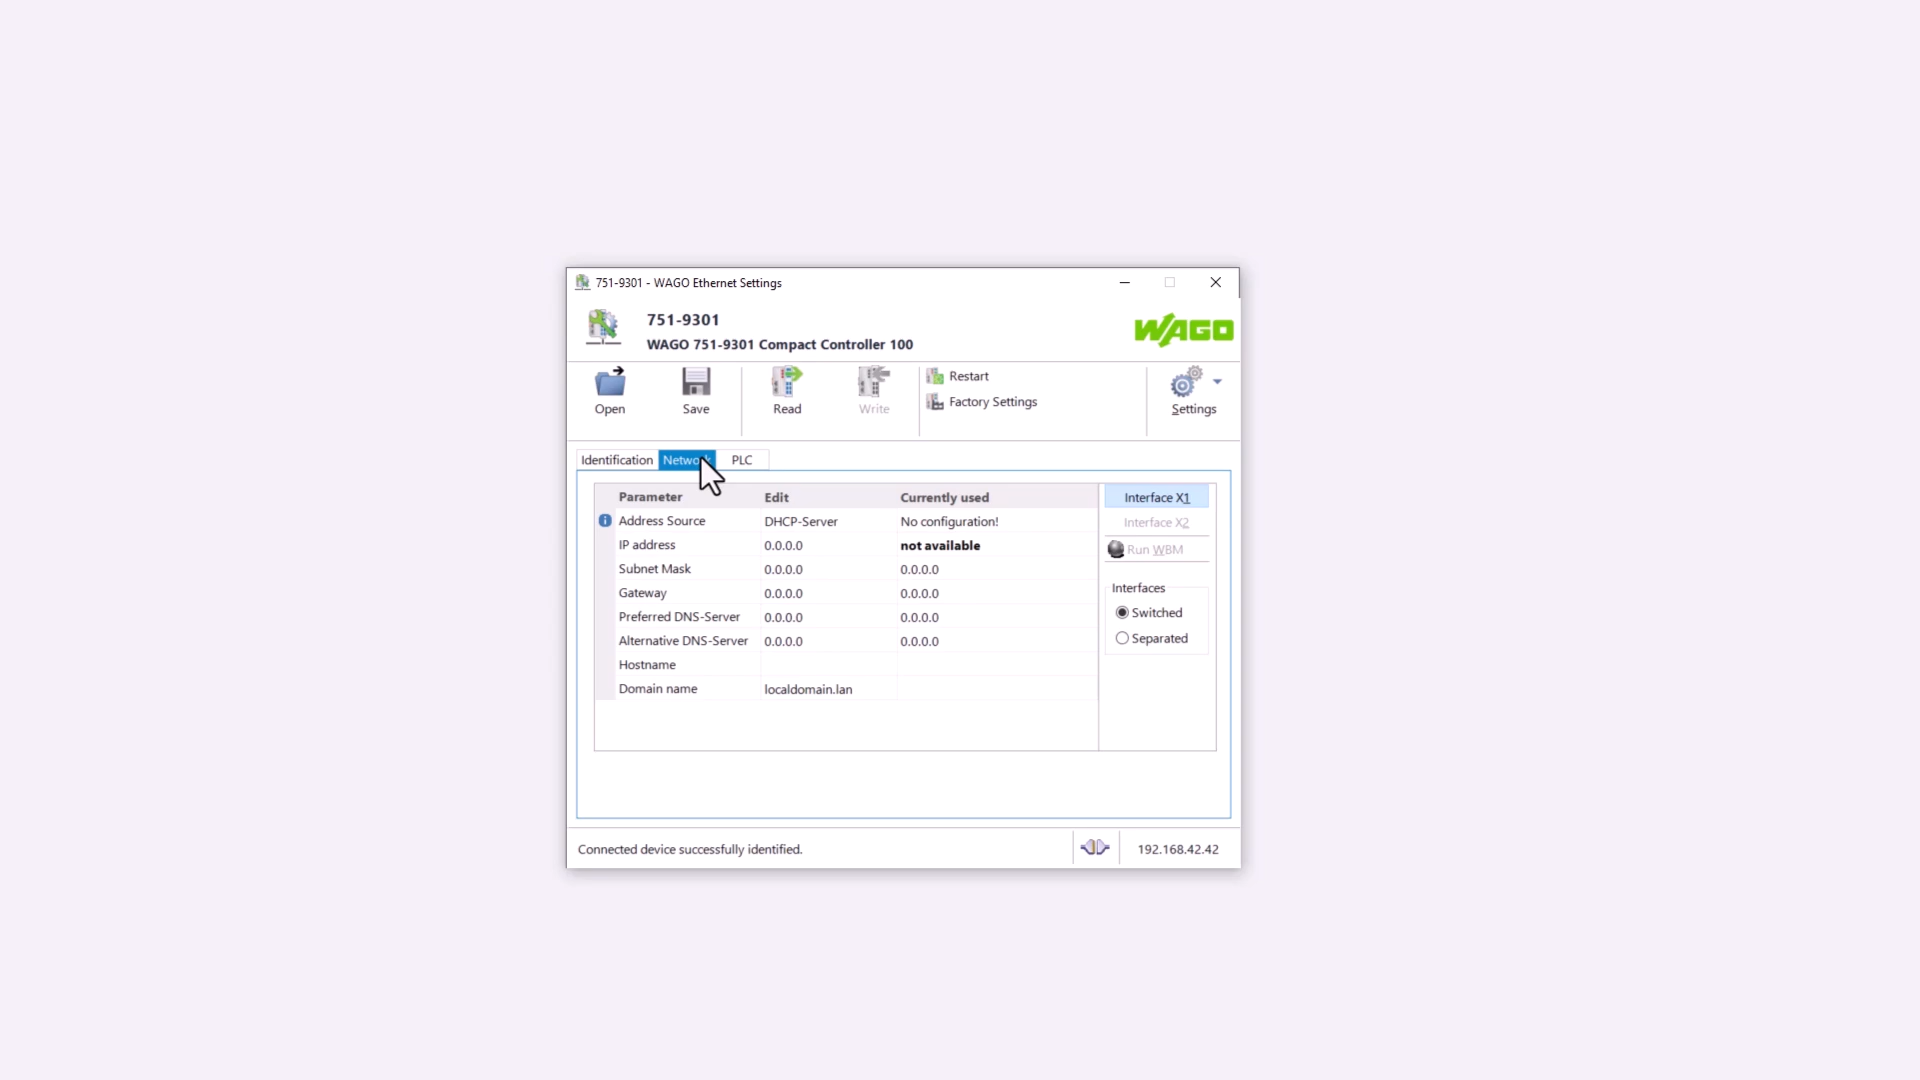 751-9301 - WAGO Ethernet Settings
751-9301
WAGO 751-9301 Compact Controller 100
WAGO
Open
Save
Read
Write
Restart
Factory Settings
Settings
Identification Network PLC
Parameter Edit Currently used
Address Source DHCP-Server No configuration!
IP address 0.0.0.0 not available
Subnet Mask 0.0.0.0 0.0.0.0
Gateway 0.0.0.0 0.0.0.0
Preferred DNS-Server 0.0.0.0 0.0.0.0
Alternative DNS-Server 0.0.0.0 0.0.0.0
Hostname
Domain name localdomain.lan
Interface X1
Interface X2
Run WBM
Interfaces
Switched
Separated
Connected device successfully identified.
192.168.42.42